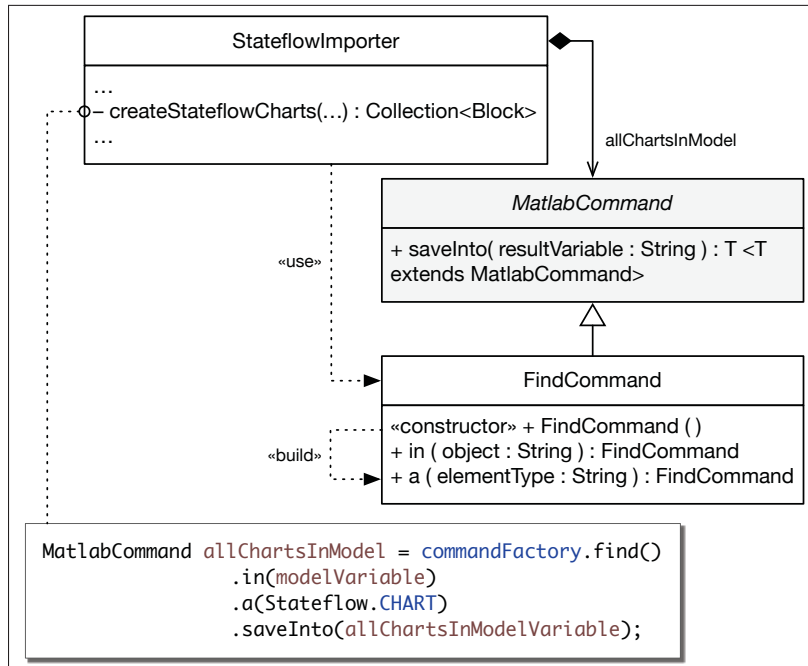 StateflowImporter
...
– createStateflowCharts(...) : Collection<Block>
...
allChartsInModel
MatlabCommand
+ saveInto( resultVariable : String ) : T <T
extends MatlabCommand>
«use»
FindCommand
«constructor» + FindCommand ( )
+ in ( object : String ) : FindCommand
«build»
+ a ( elementType : String ) : FindCommand
MatlabCommand allChartsInModel = commandFactory.find()
.in(modelVariable)
.a(Stateflow.CHART)
.saveInto(allChartsInModelVariable);